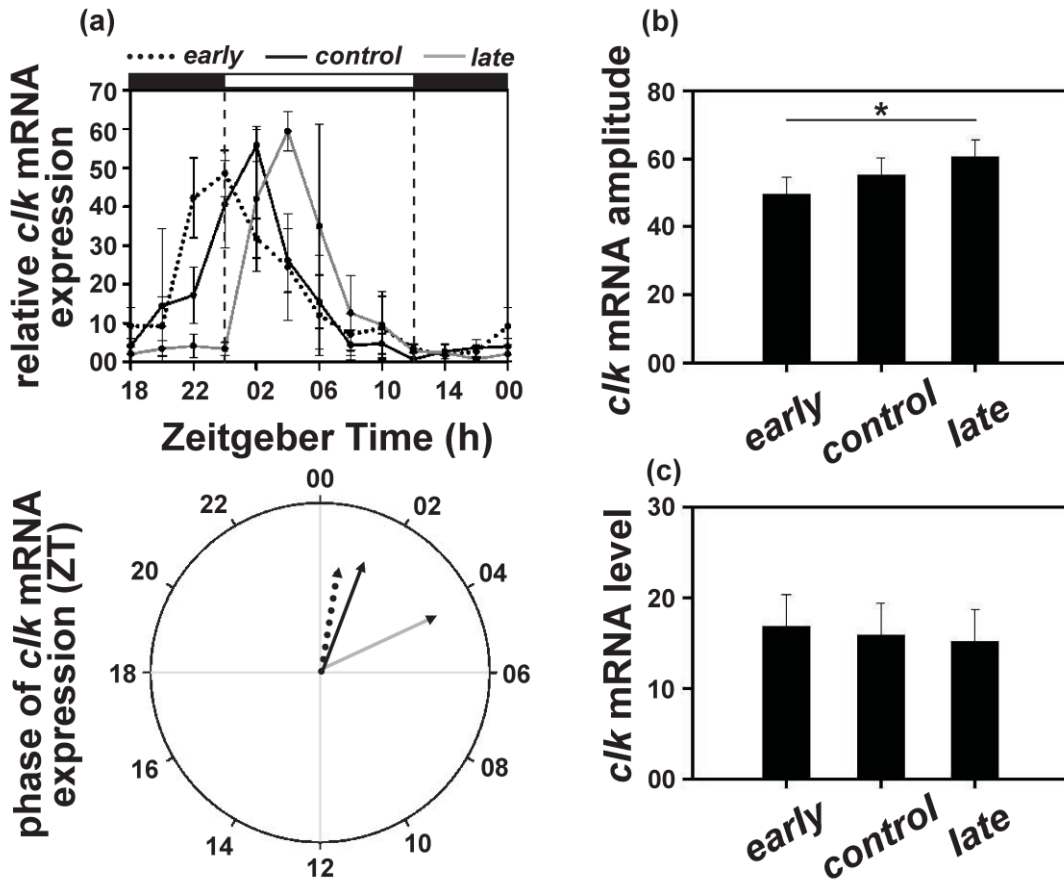 (a)
early control late
relative clk mRNA
expression
70
60
50
40
30
20
10
00
18 22 02 06 10 14 00
Zeitgeber Time (h)
phase of clk mRNA
expression (ZT)
00
02
04
06
08
10
12
14
16
18
20
22
(b)
clk mRNA amplitude
80
60
40
20
00
*
early control late
(c)
clk mRNA level
30
20
10
00
early control late